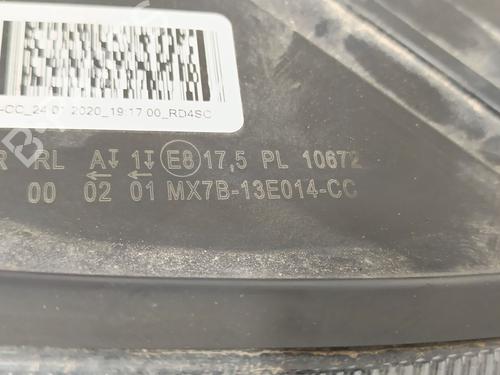 -CC_24 01 2020_19:17:00_RD4SC
R RL A 1 E8 17,5 PL 10672
00 02 01 MX7B-13E014-CC